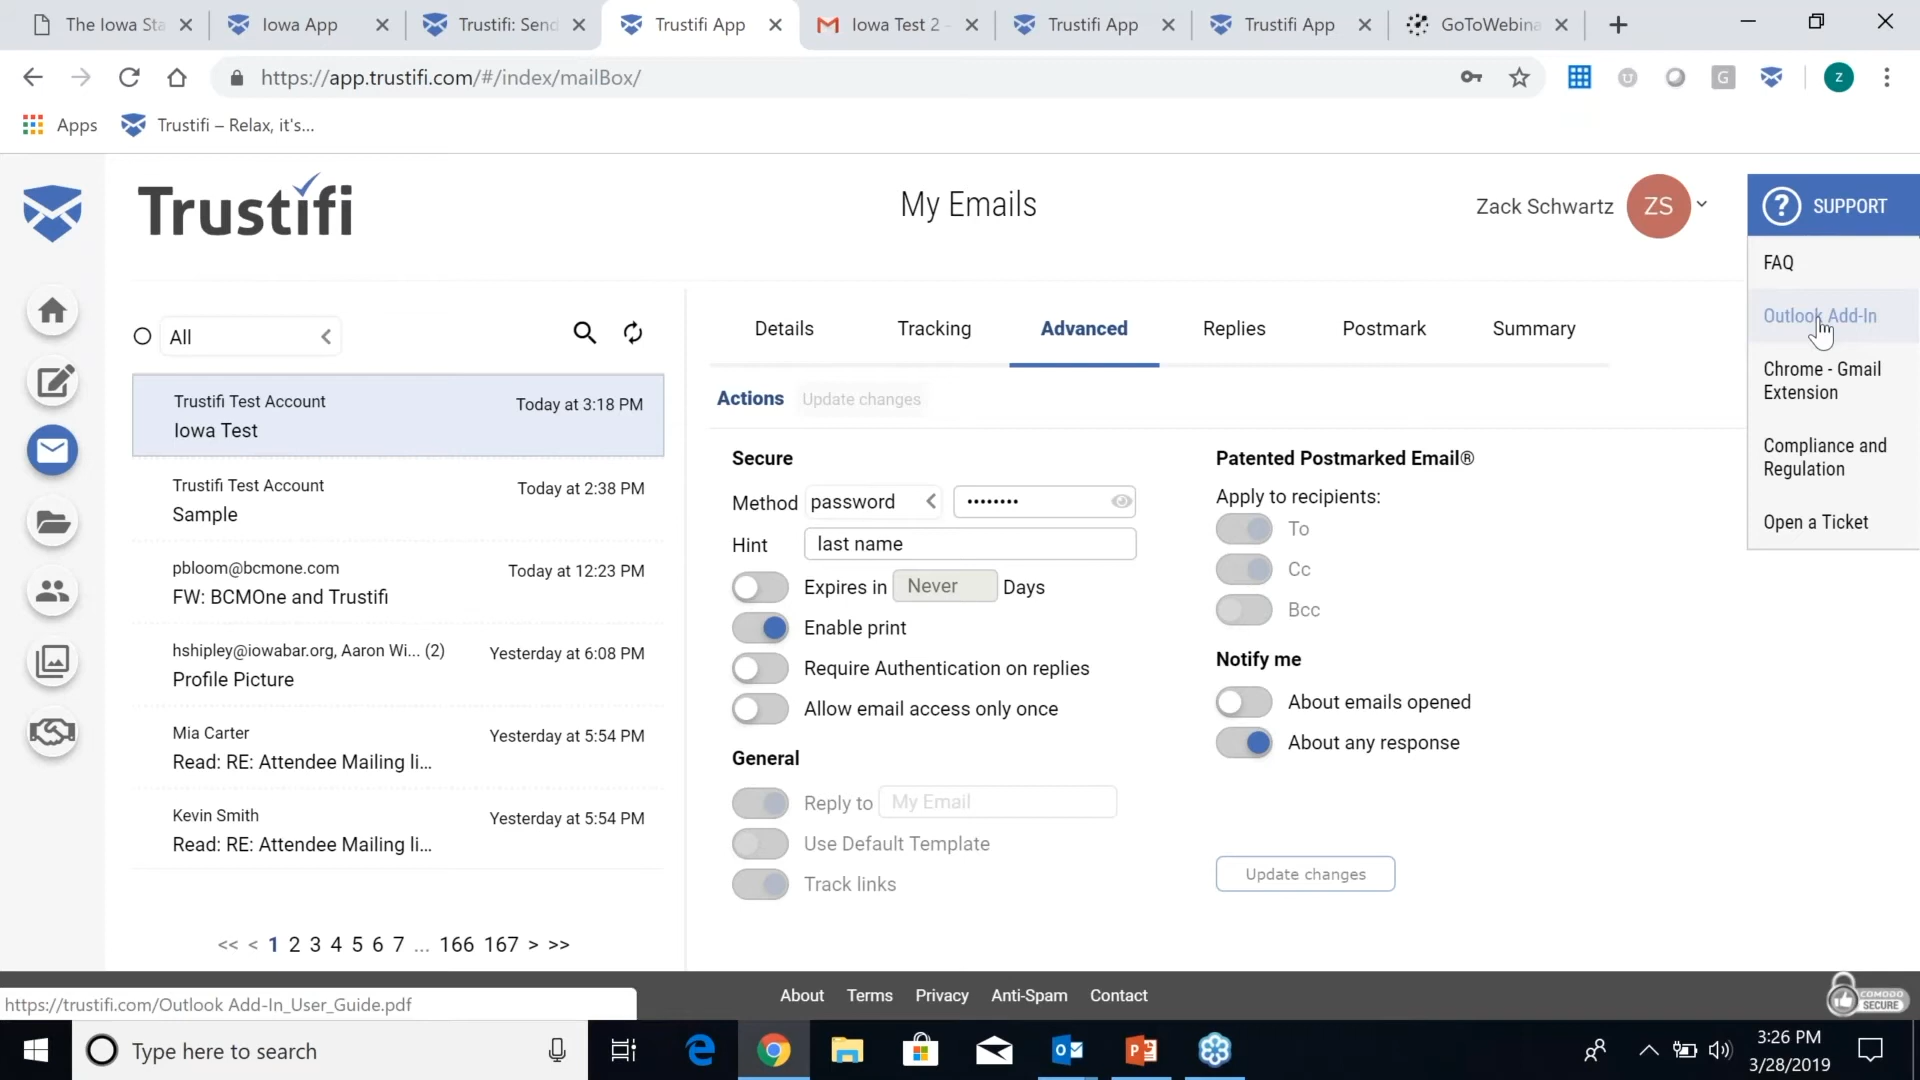 The Iowa Sta
Iowa App
Trustifi: Send
Trustifi App
Iowa Test 2 -
Trustifi App
Trustifi App
GoToWebina
https://app.trustifi.com/#/index/mailBox/
G
z
Apps
Trustifi – Relax, it's...
Trustifi
My Emails
Zack Schwartz
ZS
? SUPPORT
FAQ
Outlook Add-In
Chrome - Gmail
Extension
Compliance and
Regulation
Open a Ticket
All
Trustifi Test Account
Today at 3:18 PM
Iowa Test
Trustifi Test Account
Today at 2:38 PM
Sample
pbloom@bcmone.com
Today at 12:23 PM
FW: BCMOne and Trustifi
hshipley@iowabar.org, Aaron Wi... (2)
Yesterday at 6:08 PM
Profile Picture
Mia Carter
Yesterday at 5:54 PM
Read: RE: Attendee Mailing li...
Kevin Smith
Yesterday at 5:54 PM
Read: RE: Attendee Mailing li...
<< < 1 2 3 4 5 6 7 ... 166 167 > >>
Details
Tracking
Advanced
Replies
Postmark
Summary
Actions
Update changes
Secure
Method
password
••••••••
Hint
last name
Expires in
Never
Days
Enable print
Require Authentication on replies
Allow email access only once
General
Reply to
My Email
Use Default Template
Track links
Patented Postmarked Email®
Apply to recipients:
To
Cc
Bcc
Notify me
About emails opened
About any response
Update changes
https://trustifi.com/Outlook Add-In_User_Guide.pdf
About
Terms
Privacy
Anti-Spam
Contact
COMODO
SECURE
Type here to search
3:26 PM
3/28/2019